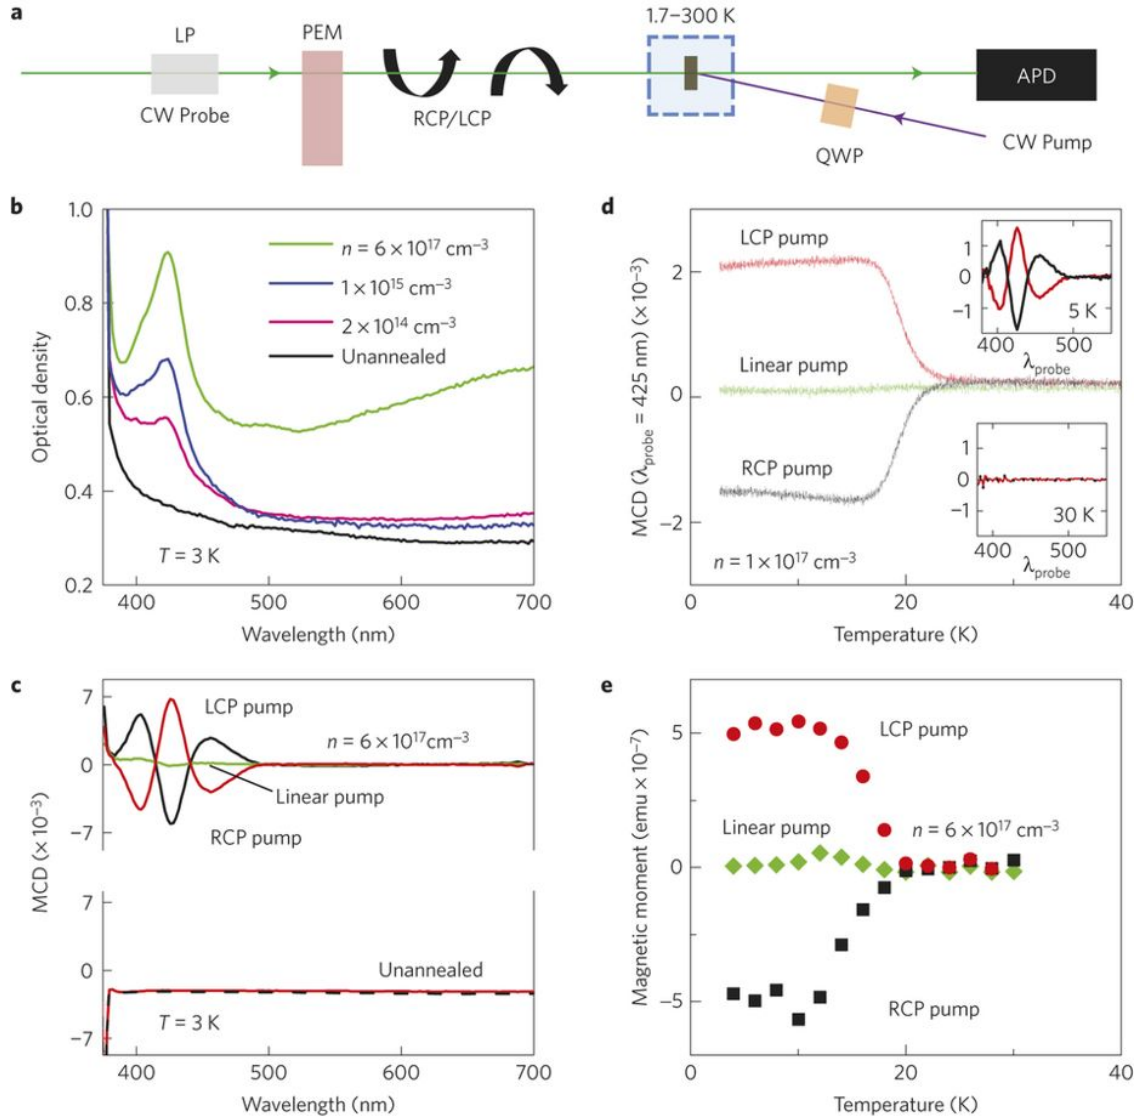 a
LP
PEM
1.7–300 K
APD
CW Probe
RCP/LCP
QWP
CW Pump
b
1.0
0.8
0.6
0.4
0.2
Optical density
n = 6 × 10¹⁷ cm⁻³
1 × 10¹⁵ cm⁻³
2 × 10¹⁴ cm⁻³
Unannealed
T = 3 K
400
500
600
700
Wavelength (nm)
d
2
0
−2
MCD (λprobe = 425 nm) (× 10⁻³)
LCP pump
Linear pump
RCP pump
n = 1 × 10¹⁷ cm⁻³
1
0
−1
5 K
400
500
λprobe
1
0
−1
30 K
400
500
λprobe
0
20
40
Temperature (K)
c
7
0
−7
7
0
−7
MCD (× 10⁻³)
LCP pump
n = 6 × 10¹⁷cm⁻³
Linear pump
RCP pump
Unannealed
T = 3 K
400
500
600
700
Wavelength (nm)
e
5
0
−5
Magnetic moment (emu × 10⁻⁷)
LCP pump
Linear pump
n = 6 × 10¹⁷ cm⁻³
RCP pump
0
20
40
Temperature (K)